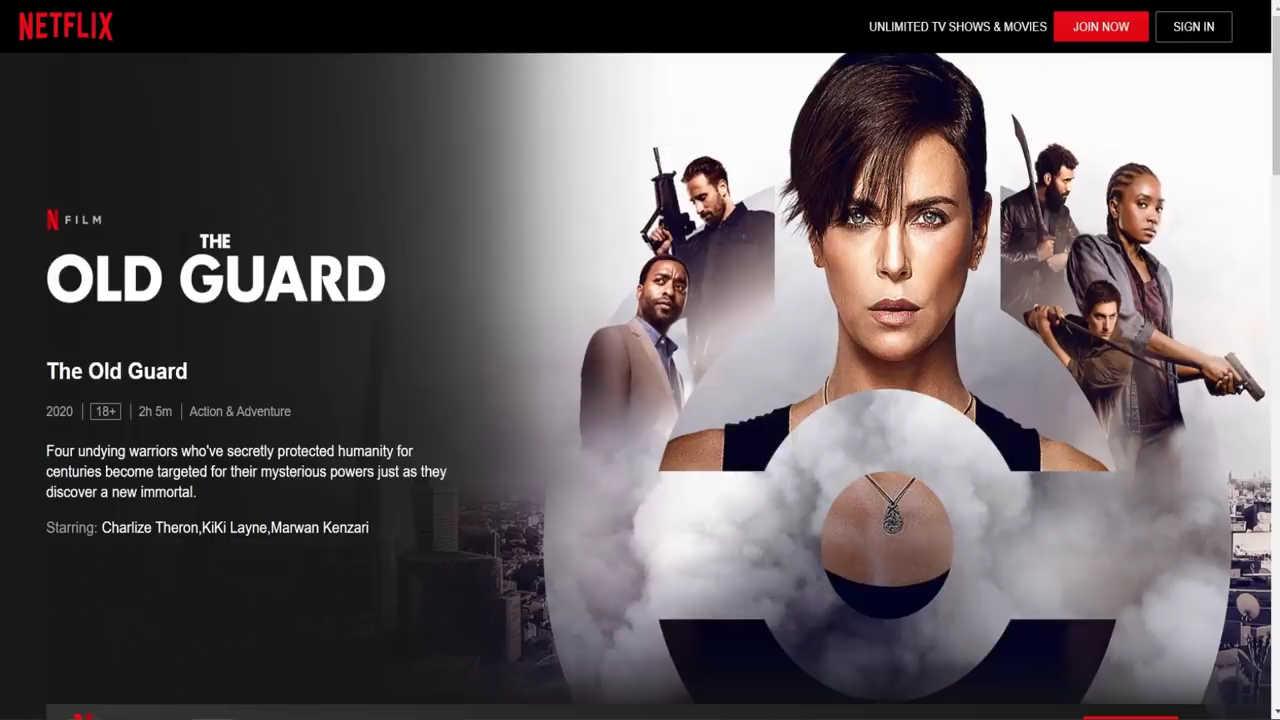 NETFLIX
UNLIMITED TV SHOWS & MOVIES
JOIN NOW
SIGN IN
N FILM
THE
OLD GUARD
The Old Guard
2020 | 18+ | 2h 5m | Action & Adventure
Four undying warriors who've secretly protected humanity for
centuries become targeted for their mysterious powers just as they
discover a new immortal.
Starring: Charlize Theron,KiKi Layne,Marwan Kenzari